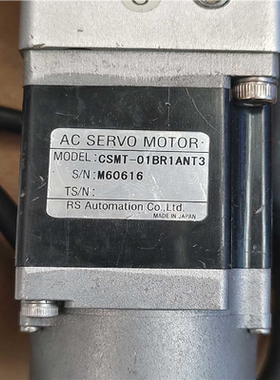 AC SERVO MOTOR
MODEL: CSMT-01BR1ANT3
S/N: M60616
TS/N:
RS Automation Co., Ltd.
MADE IN JAPAN